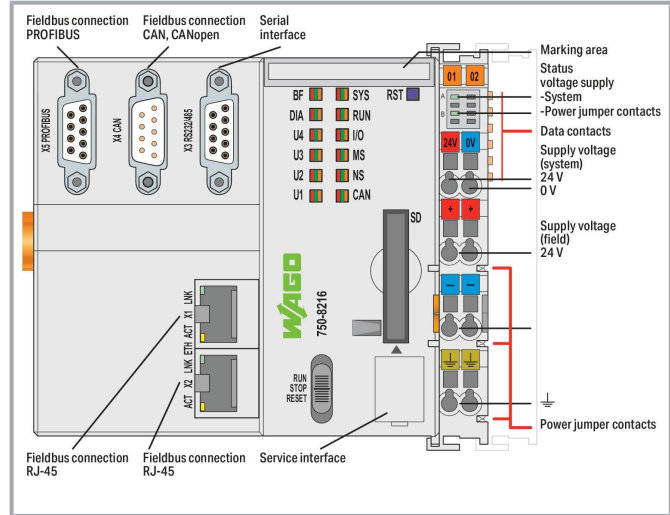 Fieldbus connection
PROFIBUS
Fieldbus connection
CAN, CANopen
Serial
interface
Marking area
Status
voltage supply
-System
-Power jumper contacts
Data contacts
Supply voltage
(system)
24 V
0 V
Supply voltage
(field)
24 V
Power jumper contacts
X5 PROFIBUS
X4 CAN
X3 RS232/485
BF SYS RST
DIA RUN
U4 I/O
U3 MS
U2 NS
U1 CAN
01 02
A
B
24V 0V
+ +
— —
SD
WAGO
750-8216
X1 LNK
ACT
ETH
X2 LNK
ACT
RUN
STOP
RESET
Fieldbus connection
RJ-45
Fieldbus connection
RJ-45
Service interface